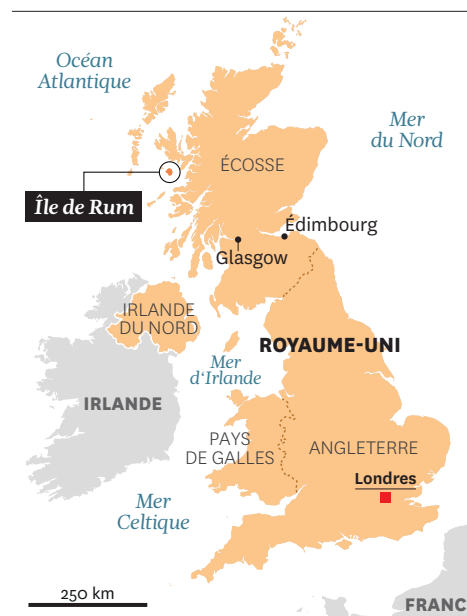 Océan
Atlantique
Mer
du Nord
ÉCOSSE
Île de Rum
Édimbourg
Glasgow
IRLANDE
DU NORD
ROYAUME-UNI
Mer
d'Irlande
IRLANDE
PAYS
DE GALLES
ANGLETERRE
Londres
Mer
Celtique
250 km
FRANC